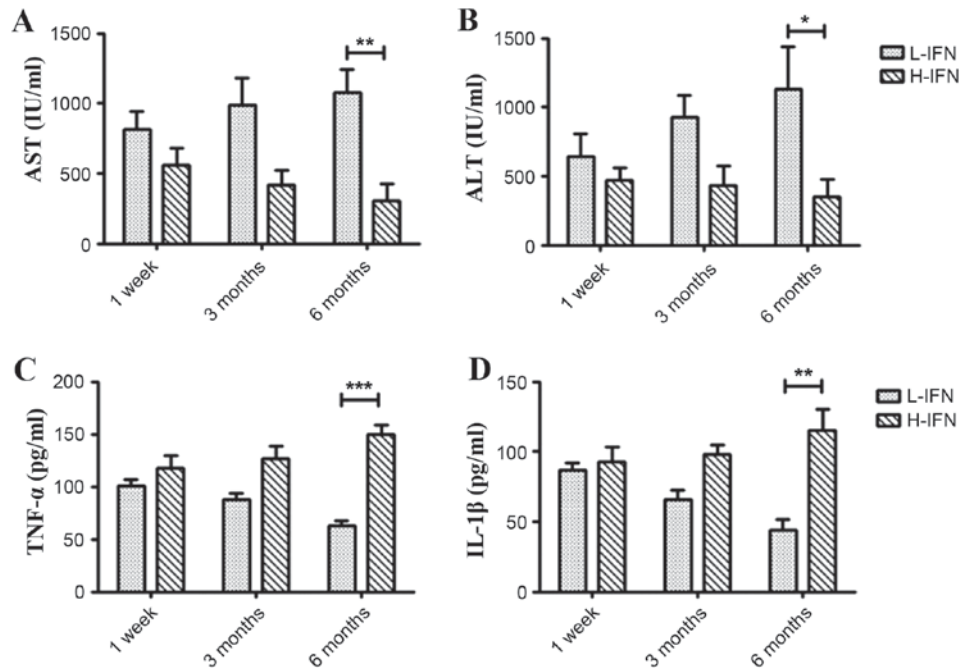 A
AST (IU/ml)
1500
1000
500
0
**
1 week
3 months
6 months
B
ALT (IU/ml)
1500
1000
500
0
*
1 week
3 months
6 months
L-IFN
H-IFN
C
TNF-α (pg/ml)
200
150
100
50
0
***
1 week
3 months
6 months
D
IL-1β (pg/ml)
150
100
50
0
**
1 week
3 months
6 months
L-IFN
H-IFN